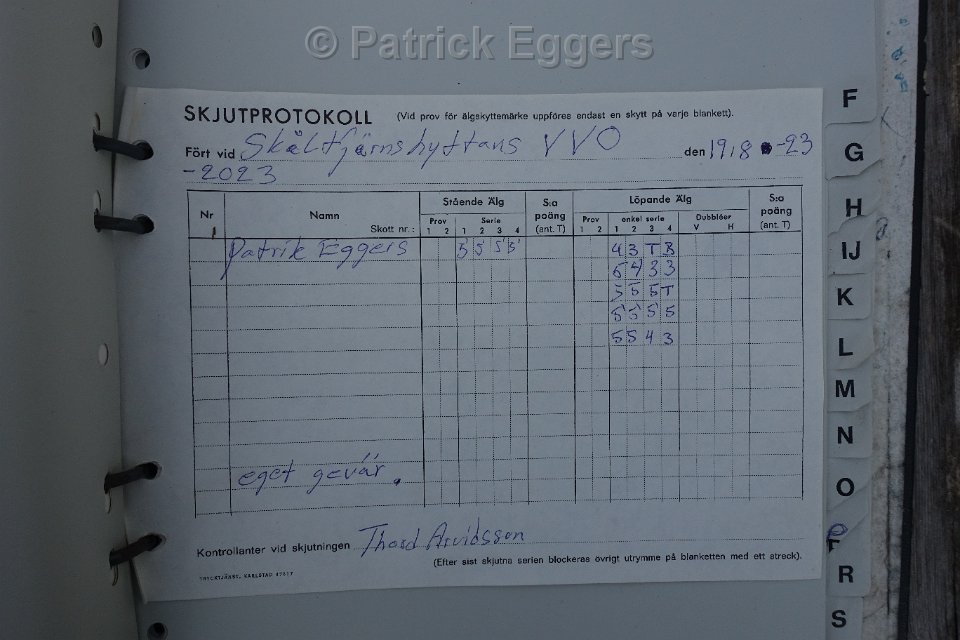 © Patrick Eggers
SKJUTPROTOKOLL (Vid prov för älgskyttemärke uppföres endast en skytt på varje blankett).
Fört vid Skåltjärnshyttans VVO den 19.8 -23
-2023
Stående Älg S:a poäng (ant. T) Löpande Älg S:a poäng (ant. T)
Nr Namn Prov Serie Prov enkel serie Dubbléer
Skott nr.: 1 2 1 2 3 4 1 2 1 2 3 4 V H
1 Patrik Eggers 5 5 5 5 4 3 T 3
5 4 3 3
5 5 5 T
5 5 5 5
5 5 4 3
eget gevär.
Kontrollanter vid skjutningen Thord Arvidsson
(Efter sist skjutna serien blockeras övrigt utrymme på blanketten med ett streck).
TRYCKTJÄNST, KARLSTAD
F
G
H
IJ
K
L
M
N
O
P
R
S